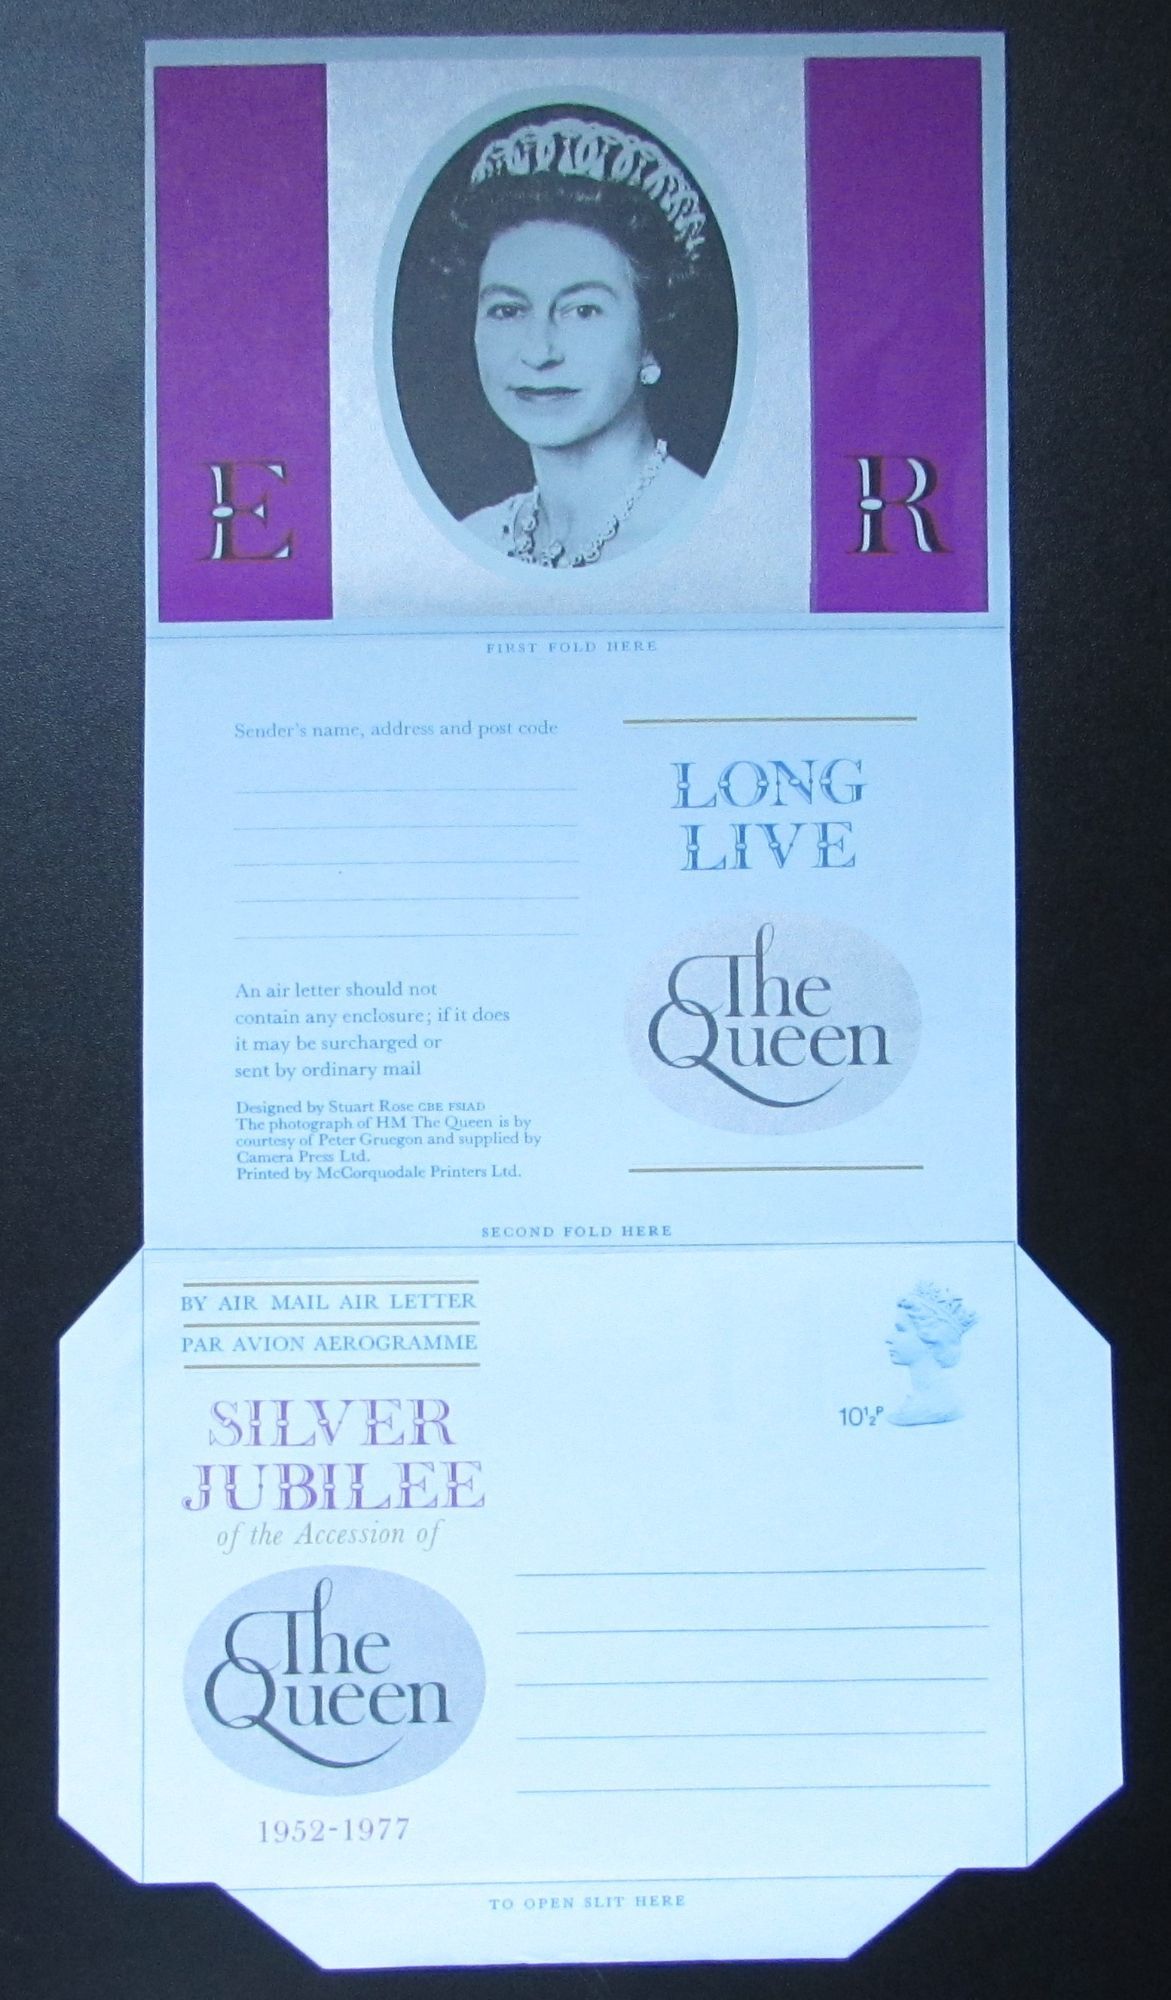 E R
FIRST FOLD HERE
Sender's name, address and post code
LONG
LIVE
The
Queen
An air letter should not
contain any enclosure; if it does
it may be surcharged or
sent by ordinary mail
Designed by Stuart Rose CBE FSIAD
The photograph of HM The Queen is by
courtesy of Peter Gruegon and supplied by
Camera Press Ltd.
Printed by McCorquodale Printers Ltd.
SECOND FOLD HERE
BY AIR MAIL AIR LETTER
PAR AVION AEROGRAMME
10½P
SILVER
JUBILEE
of the Accession of
The
Queen
1952-1977
TO OPEN SLIT HERE